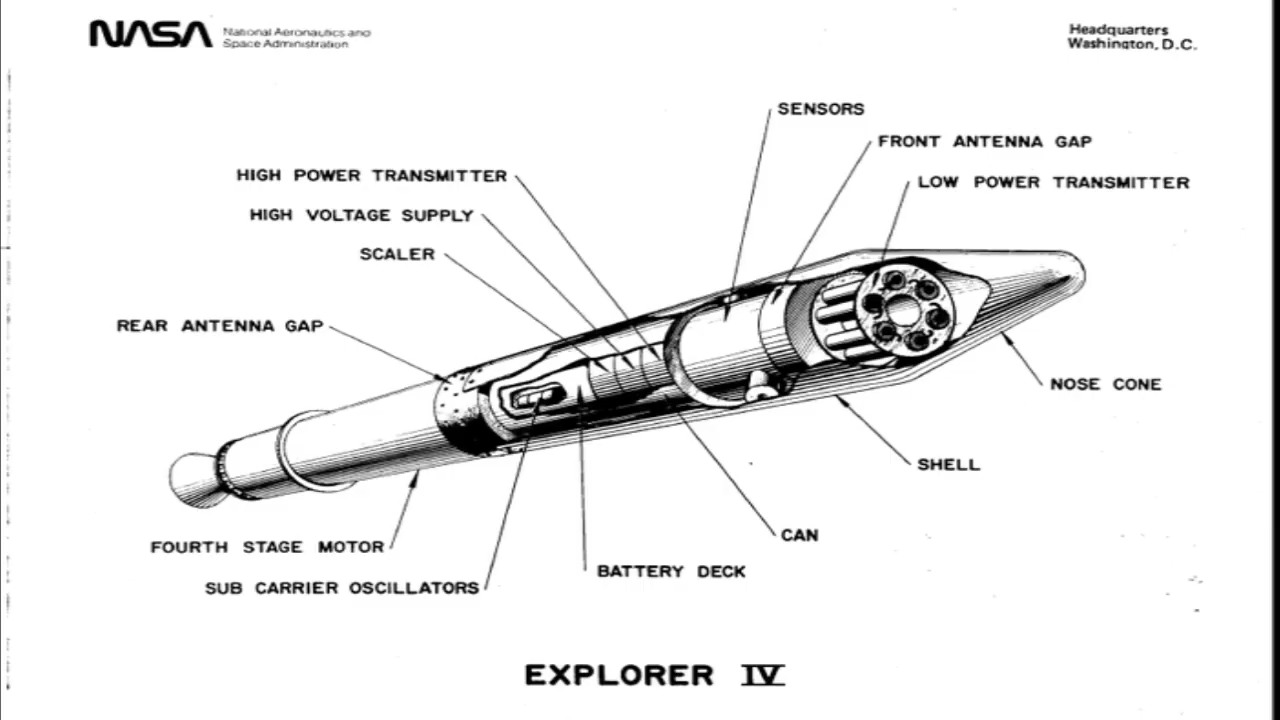 NASA
National Aeronautics and
Space Administration
Headquarters
Washington, D.C.
SENSORS
FRONT ANTENNA GAP
HIGH POWER TRANSMITTER
LOW POWER TRANSMITTER
HIGH VOLTAGE SUPPLY
SCALER
REAR ANTENNA GAP
NOSE CONE
SHELL
CAN
FOURTH STAGE MOTOR
BATTERY DECK
SUB CARRIER OSCILLATORS
EXPLORER IV